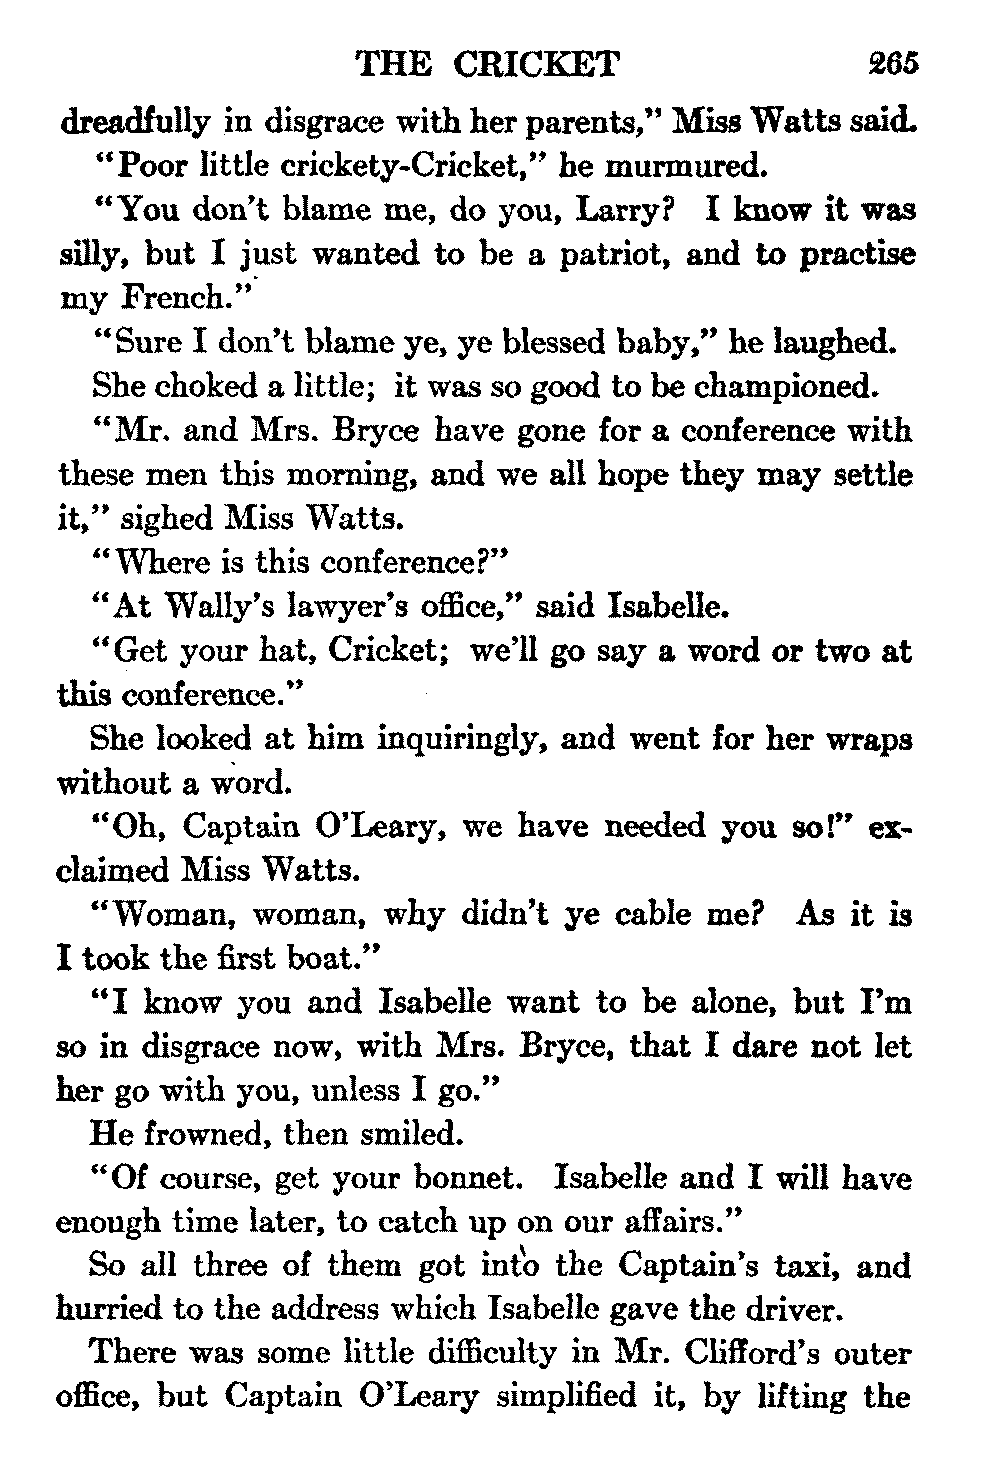 THE CRICKET 265
dreadfully in disgrace with her parents," Miss Watts said.
"Poor little crickety-Cricket," he murmured.
"You don't blame me, do you, Larry? I know it was
silly, but I just wanted to be a patriot, and to practise
my French."
"Sure I don't blame ye, ye blessed baby," he laughed.
She choked a little; it was so good to be championed.
"Mr. and Mrs. Bryce have gone for a conference with
these men this morning, and we all hope they may settle
it," sighed Miss Watts.
"Where is this conference?"
"At Wally's lawyer's office," said Isabelle.
"Get your hat, Cricket; we'll go say a word or two at
this conference."
She looked at him inquiringly, and went for her wraps
without a word.
"Oh, Captain O'Leary, we have needed you so!" ex-
claimed Miss Watts.
"Woman, woman, why didn't ye cable me? As it is
I took the first boat."
"I know you and Isabelle want to be alone, but I'm
so in disgrace now, with Mrs. Bryce, that I dare not let
her go with you, unless I go."
He frowned, then smiled.
"Of course, get your bonnet. Isabelle and I will have
enough time later, to catch up on our affairs."
So all three of them got into the Captain's taxi, and
hurried to the address which Isabelle gave the driver.
There was some little difficulty in Mr. Clifford's outer
office, but Captain O'Leary simplified it, by lifting the